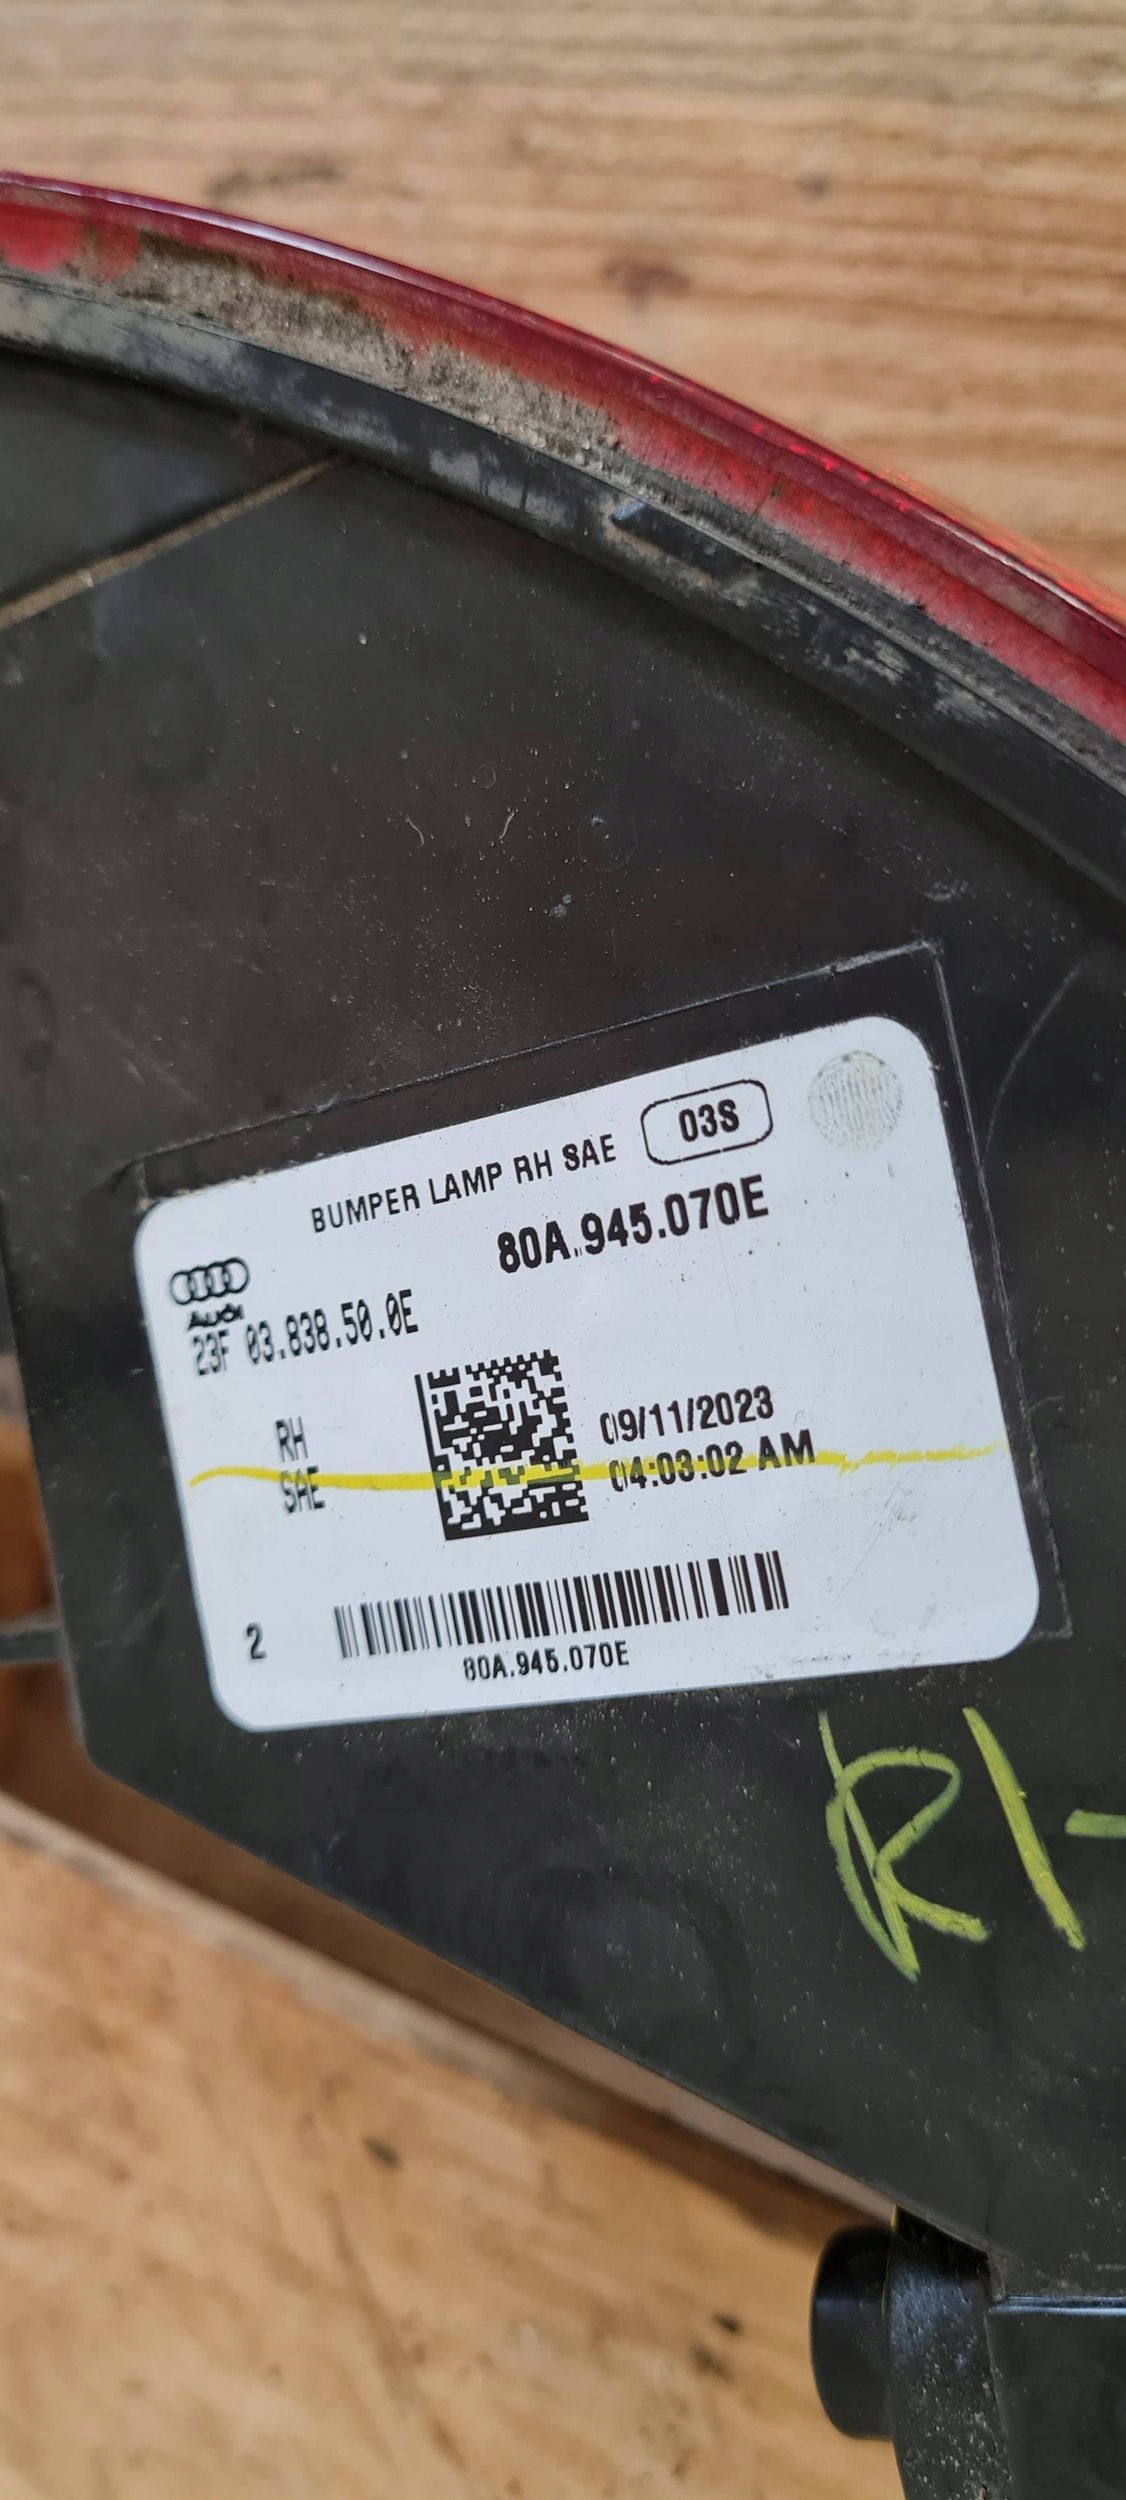 BUMPER LAMP RH SAE 03S
80A.945.070E
Audi
23F 03.838.50.0E
RH
SAE
09/11/2023
04:03:02 AM
2
80A.945.070E
R1-